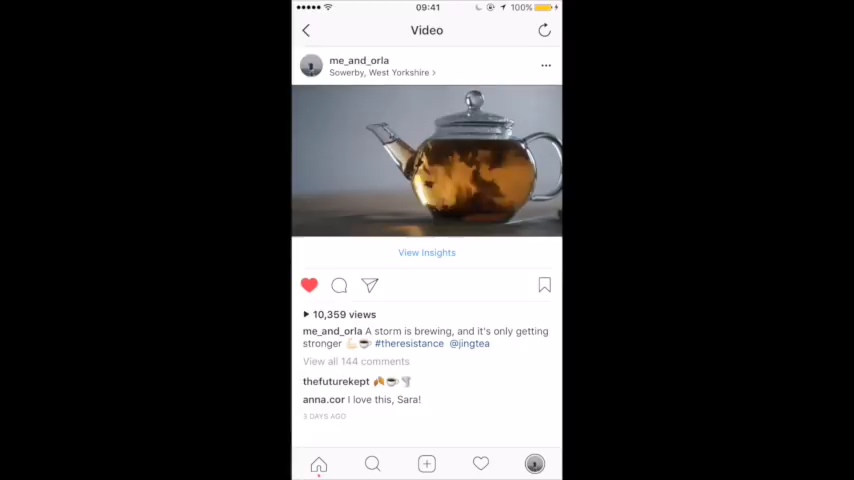 09:41
100%
Video
me_and_orla
Sowerby, West Yorkshire >
View Insights
10,359 views
me_and_orla A storm is brewing, and it's only getting
stronger 💪🏻☕ #theresistance @jingtea
View all 144 comments
thefuturekept 🍂☕🌪
anna.cor I love this, Sara!
3 DAYS AGO